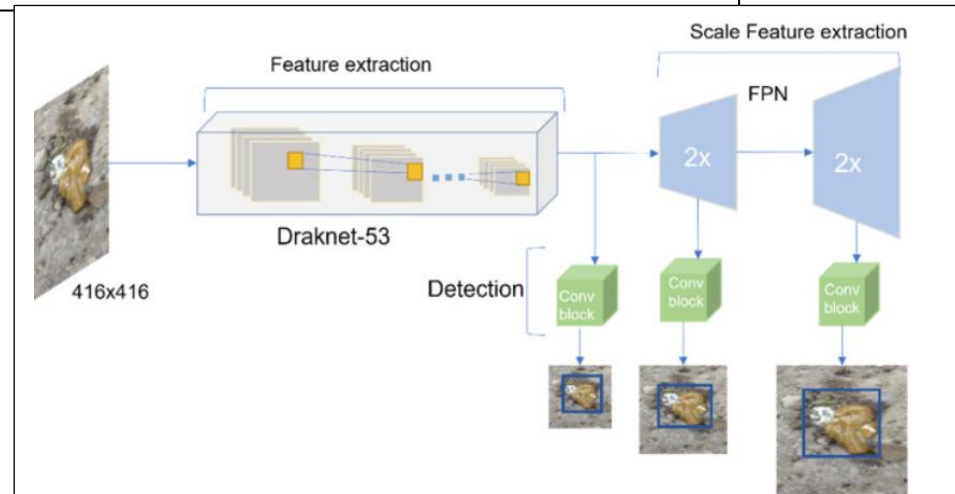 Scale Feature extraction
Feature extraction
FPN
2x
2x
Draknet-53
416x416
Detection
Conv
block
Conv
block
Conv
block